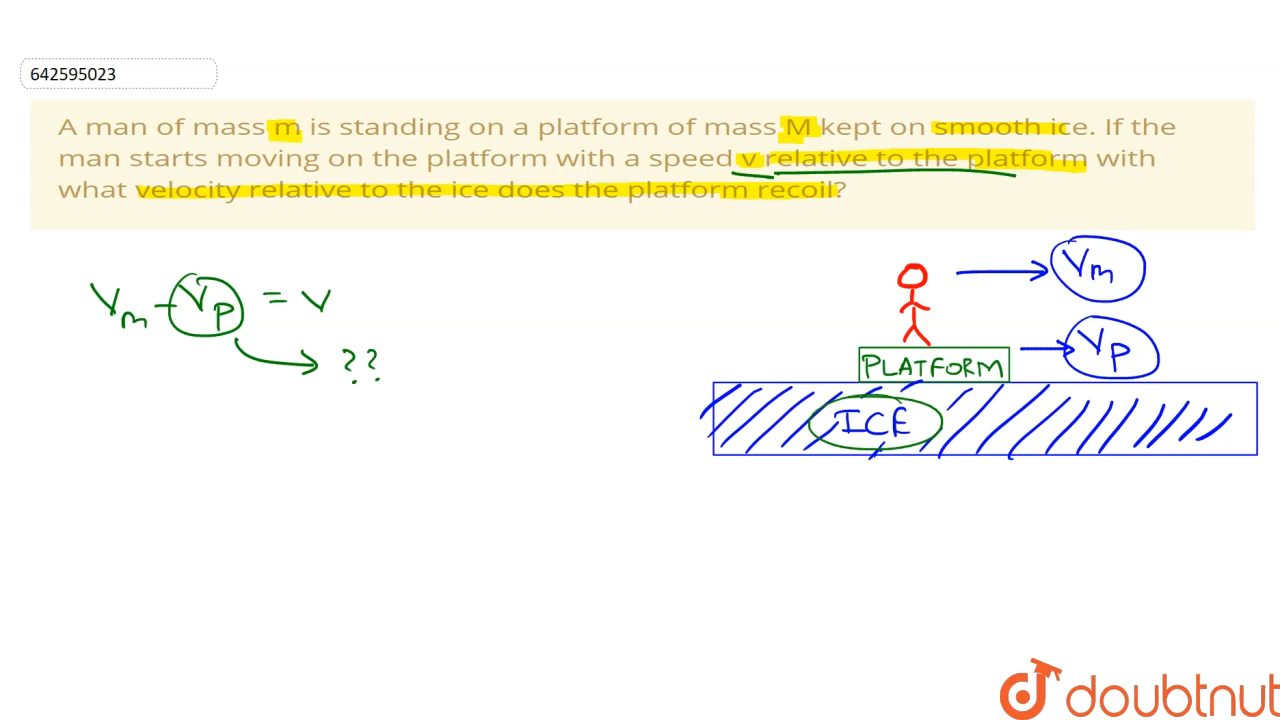 642595023
A man of mass m is standing on a platform of mass M kept on smooth ice. If the
man starts moving on the platform with a speed v relative to the platform with
what velocity relative to the ice does the platform recoil?
Vm - Vp = V
??
Vm
Vp
PLATFORM
ICE
doubtnut